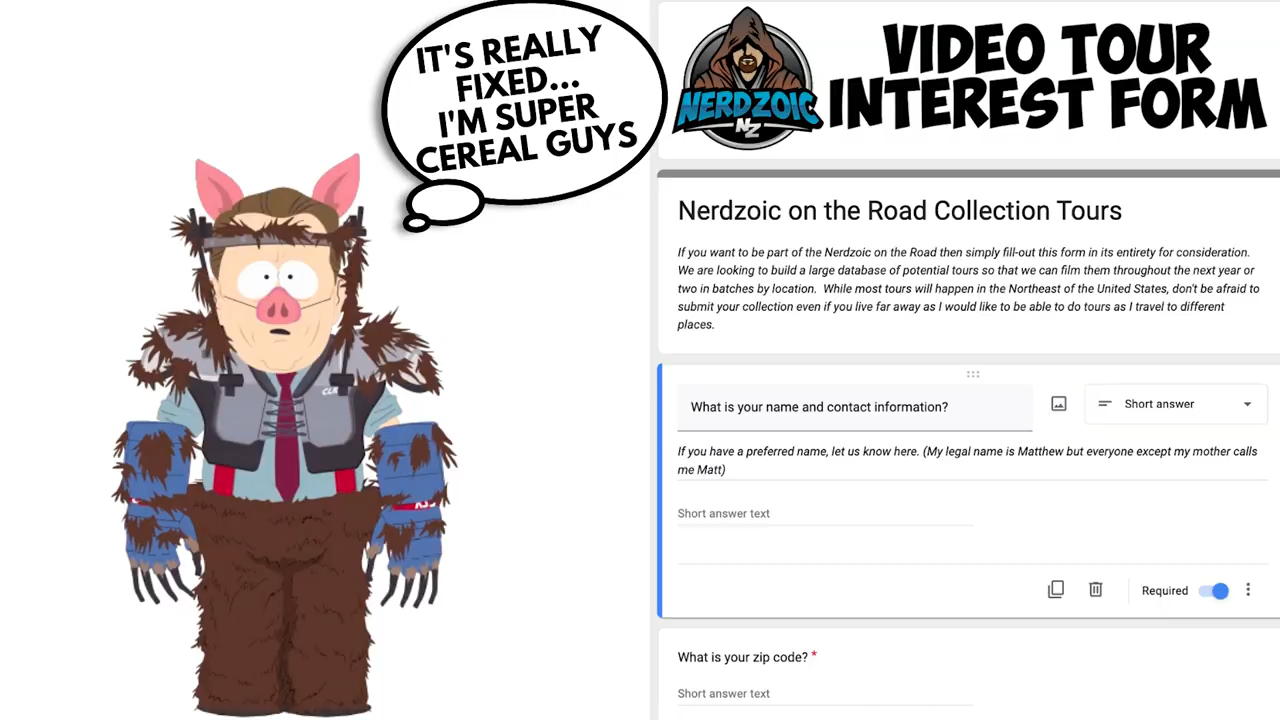 IT'S REALLY
FIXED...
I'M SUPER
CEREAL GUYS
NERDZOIC
NZ
VIDEO TOUR
INTEREST FORM
Nerdzoic on the Road Collection Tours
If you want to be part of the Nerdzoic on the Road then simply fill-out this form in its entirety for consideration.
We are looking to build a large database of potential tours so that we can film them throughout the next year or
two in batches by location.  While most tours will happen in the Northeast of the United States, don't be afraid to
submit your collection even if you live far away as I would like to be able to do tours as I travel to different
places.
What is your name and contact information?
Short answer
If you have a preferred name, let us know here. (My legal name is Matthew but everyone except my mother calls
me Matt)
Short answer text
Required
What is your zip code? *
Short answer text